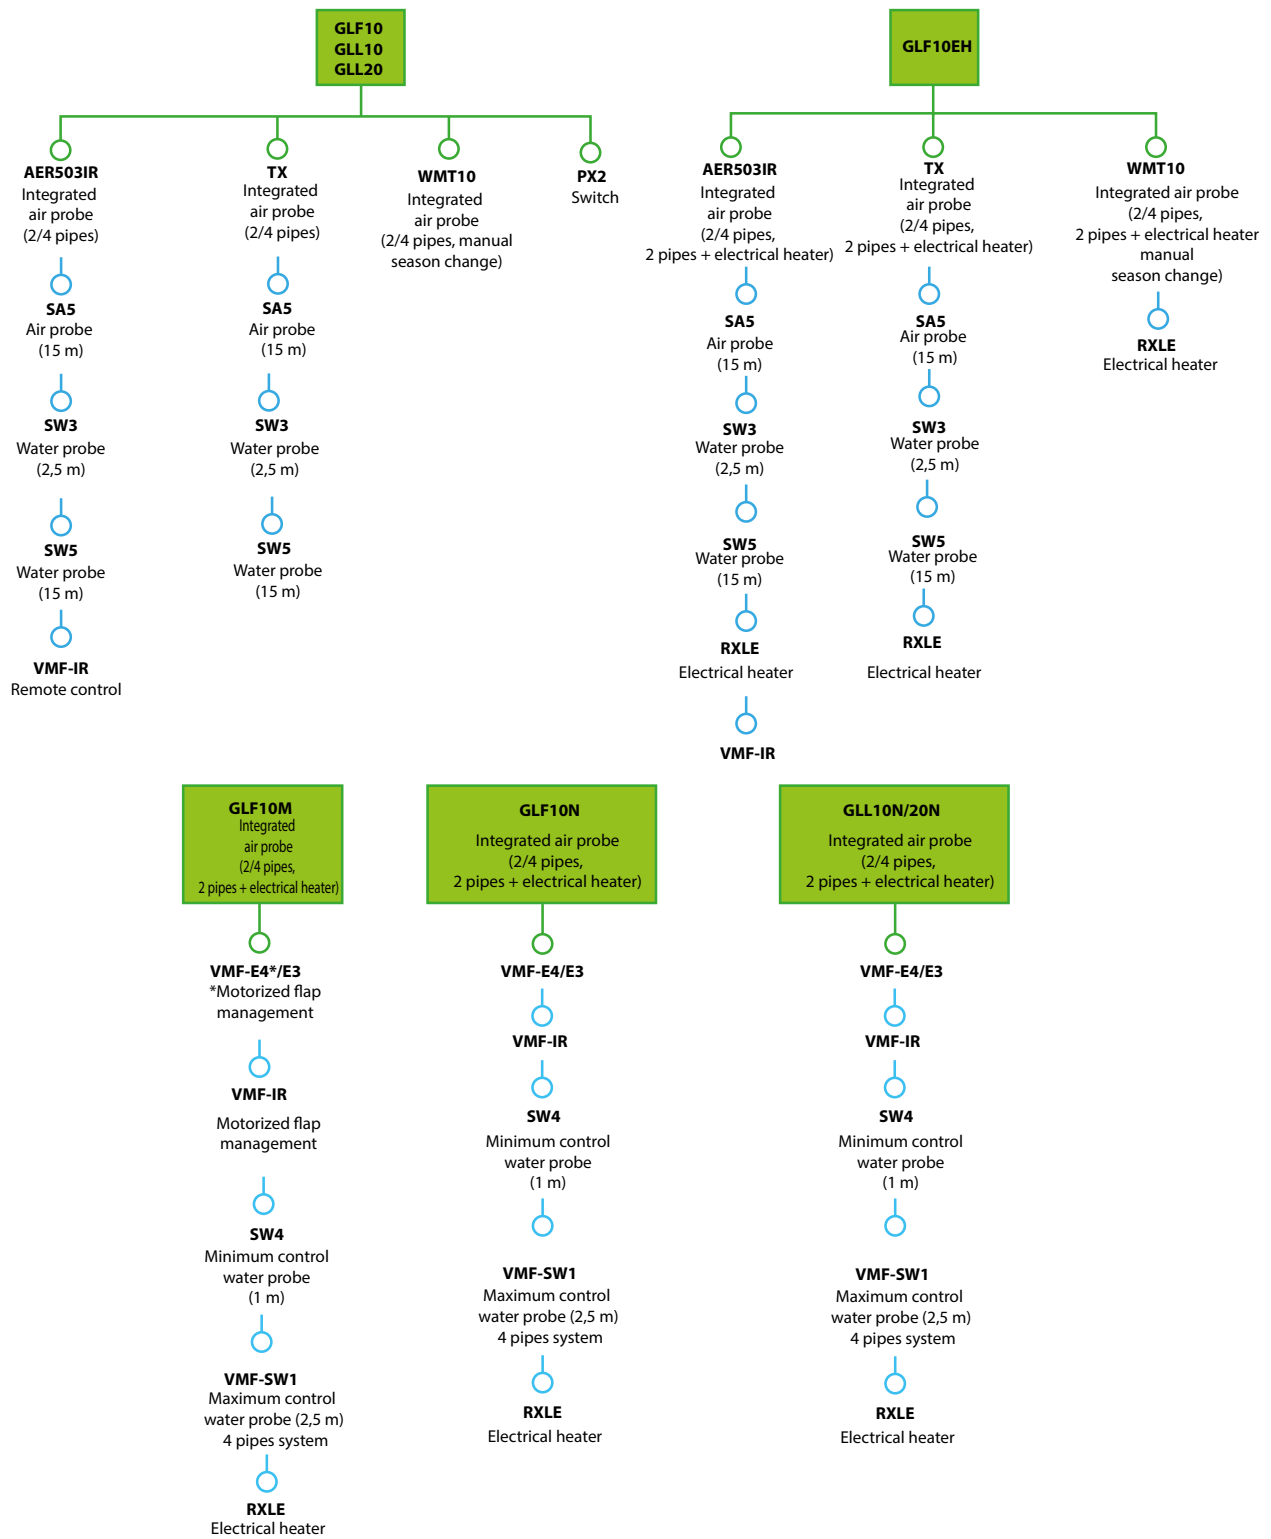 GLF10
GLL10
GLL20
AER503IR
Integrated
air probe
(2/4 pipes)
SA5
Air probe
(15 m)
SW3
Water probe
(2,5 m)
SW5
Water probe
(15 m)
VMF-IR
Remote control
TX
Integrated
air probe
(2/4 pipes)
SA5
Air probe
(15 m)
SW3
Water probe
(2,5 m)
SW5
Water probe
(15 m)
WMT10
Integrated
air probe
(2/4 pipes, manual
season change)
PX2
Switch
GLF10EH
AER503IR
Integrated
air probe
(2/4 pipes,
2 pipes + electrical heater)
SA5
Air probe
(15 m)
SW3
Water probe
(2,5 m)
SW5
Water probe
(15 m)
RXLE
Electrical heater
VMF-IR
TX
Integrated
air probe
(2/4 pipes,
2 pipes + electrical heater)
SA5
Air probe
(15 m)
SW3
Water probe
(2,5 m)
SW5
Water probe
(15 m)
RXLE
Electrical heater
WMT10
Integrated air probe
(2/4 pipes,
2 pipes + electrical heater
manual
season change)
RXLE
Electrical heater
GLF10M
Integrated
air probe
(2/4 pipes,
2 pipes + electrical heater)
VMF-E4*/E3
*Motorized flap
management
VMF-IR
Motorized flap
management
SW4
Minimum control
water probe
(1 m)
VMF-SW1
Maximum control
water probe (2,5 m)
4 pipes system
RXLE
Electrical heater
GLF10N
Integrated air probe
(2/4 pipes,
2 pipes + electrical heater)
VMF-E4/E3
VMF-IR
SW4
Minimum control
water probe
(1 m)
VMF-SW1
Maximum control
water probe (2,5 m)
4 pipes system
RXLE
Electrical heater
GLL10N/20N
Integrated air probe
(2/4 pipes,
2 pipes + electrical heater)
VMF-E4/E3
VMF-IR
SW4
Minimum control
water probe
(1 m)
VMF-SW1
Maximum control
water probe (2,5 m)
4 pipes system
RXLE
Electrical heater